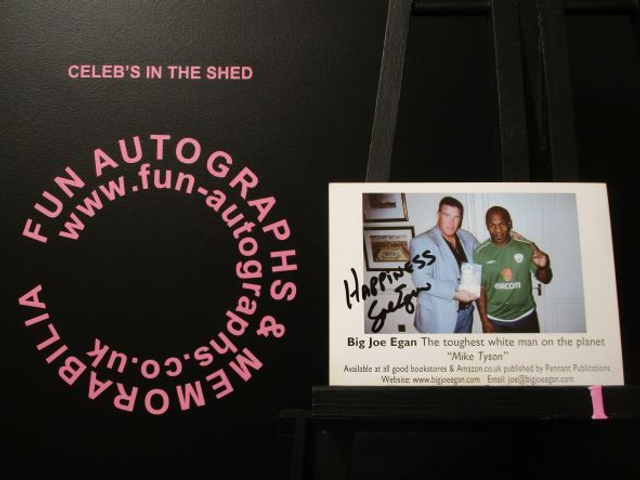 CELEB'S IN THE SHED
FUN AUTOGRAPHS & MEMORABILIA
www.fun-autographs.co.uk
HAPPINESS
Joe Egan
eircom
Big Joe Egan The toughest white man on the planet
"Mike Tyson"
Available at all good bookstores & Amazon.co.uk published by Pennant Publications
Website: www.bigjoeegan.com Email: joe@bigjoeegan.com